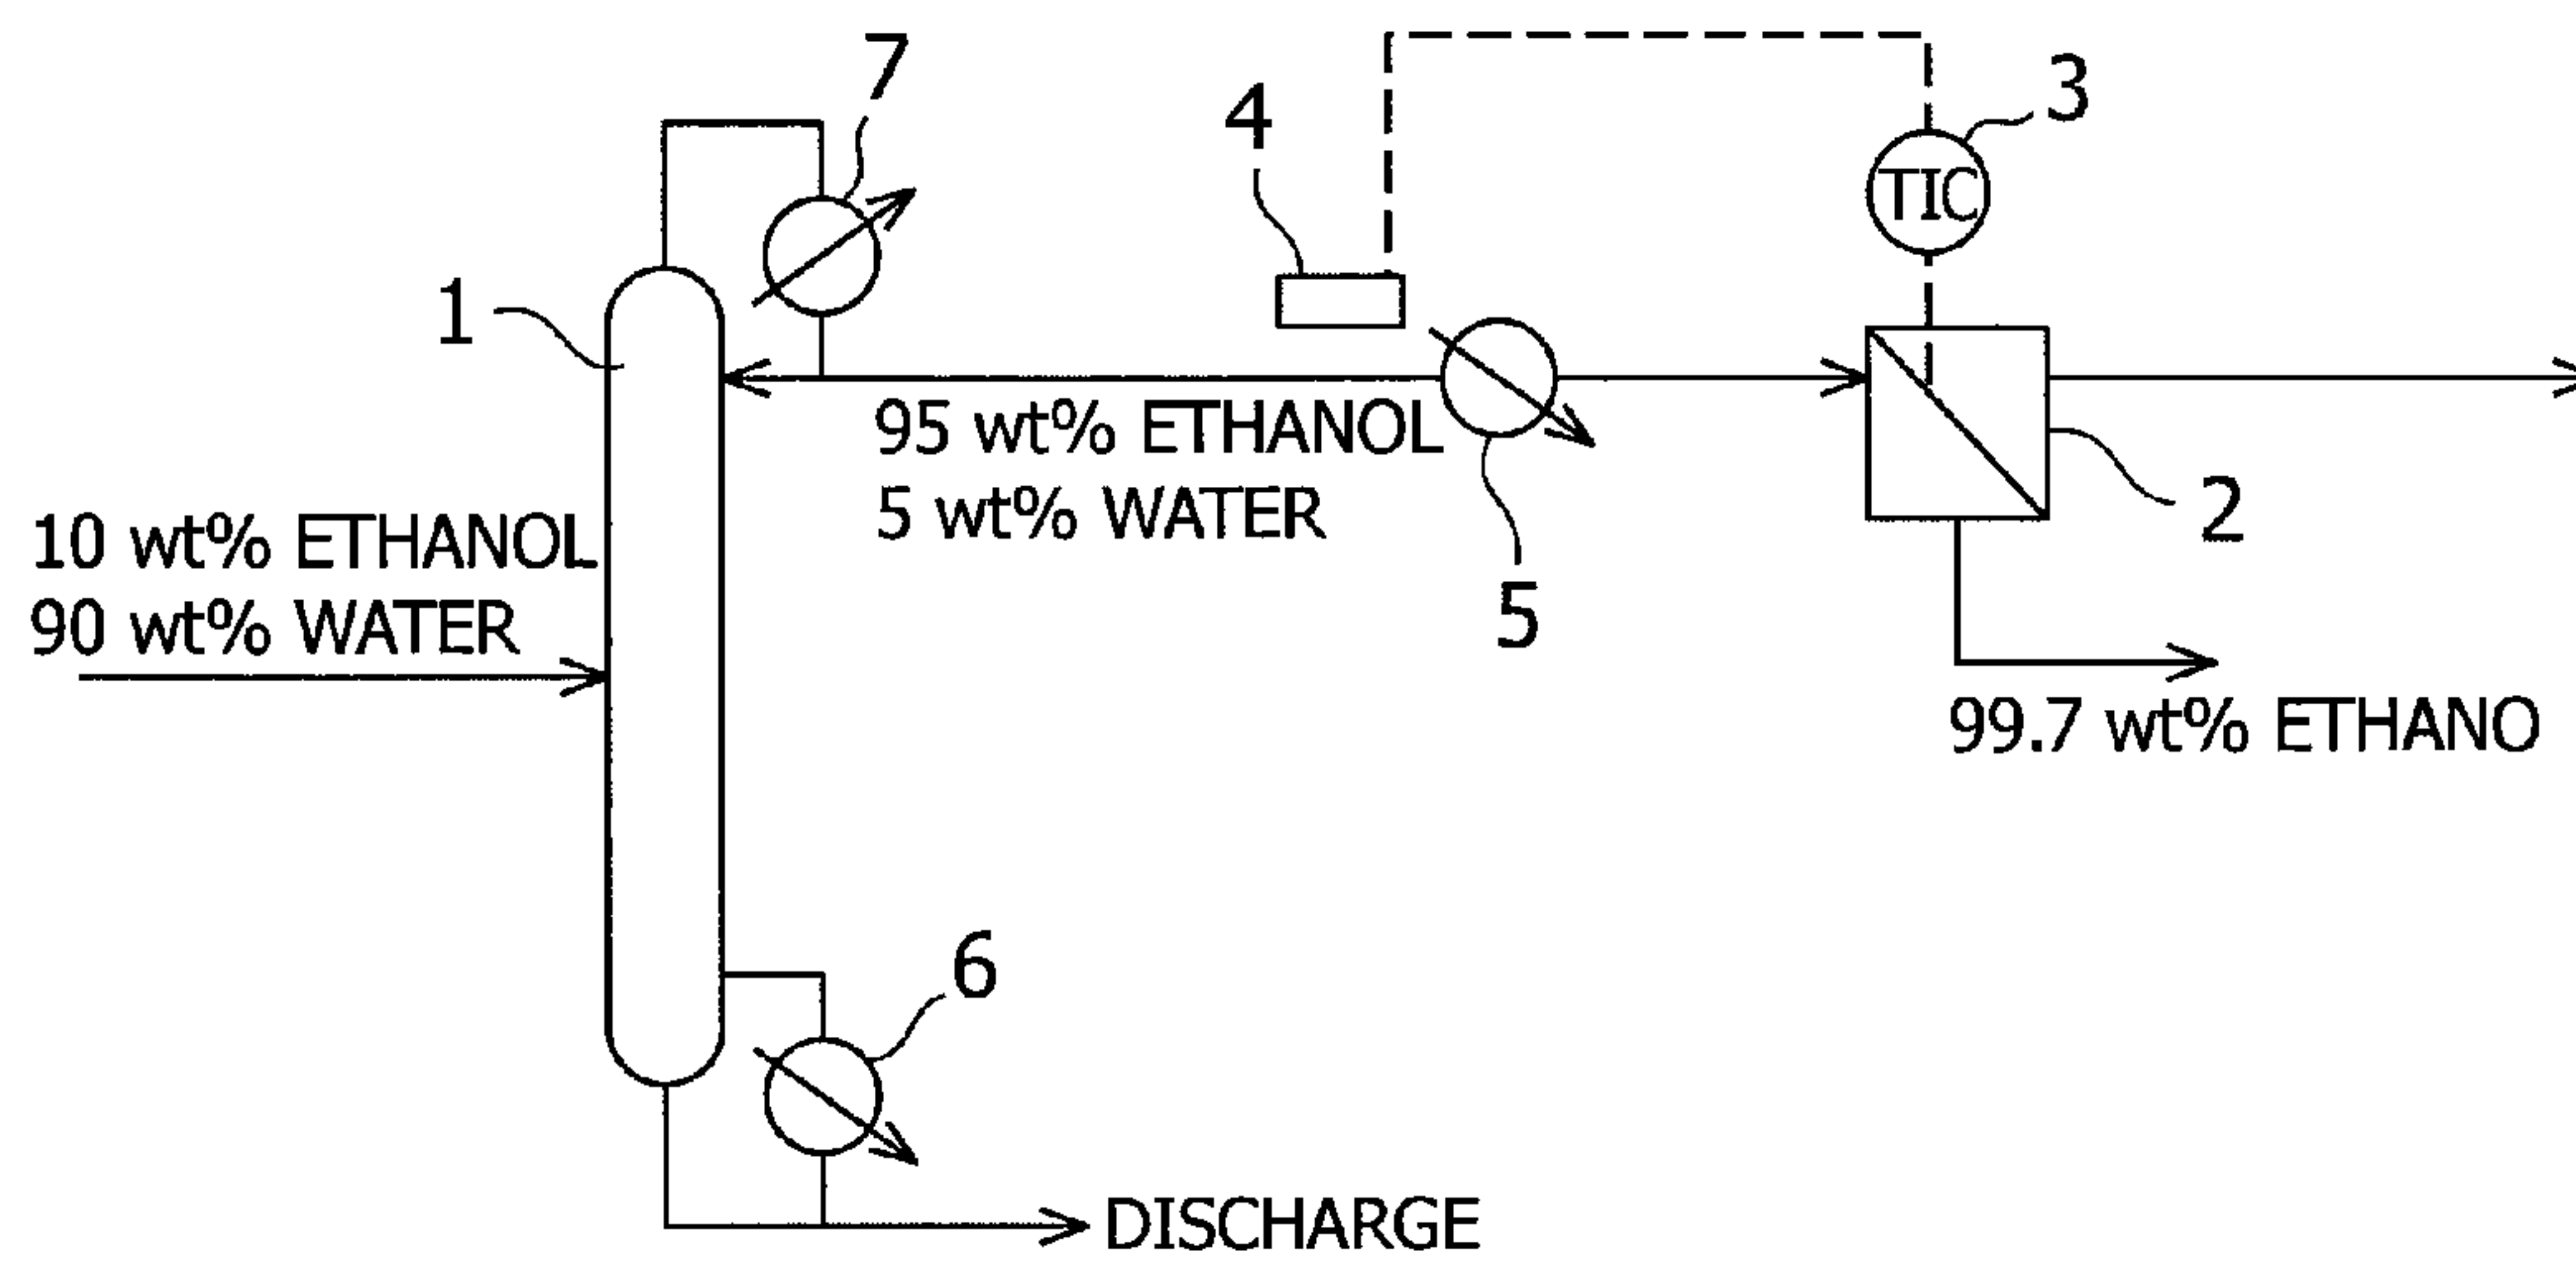 7
4
3
TIC
1
95 wt% ETHANOL
5 wt% WATER
10 wt% ETHANOL
90 wt% WATER
2
5
99.7 wt% ETHANO
6
DISCHARGE